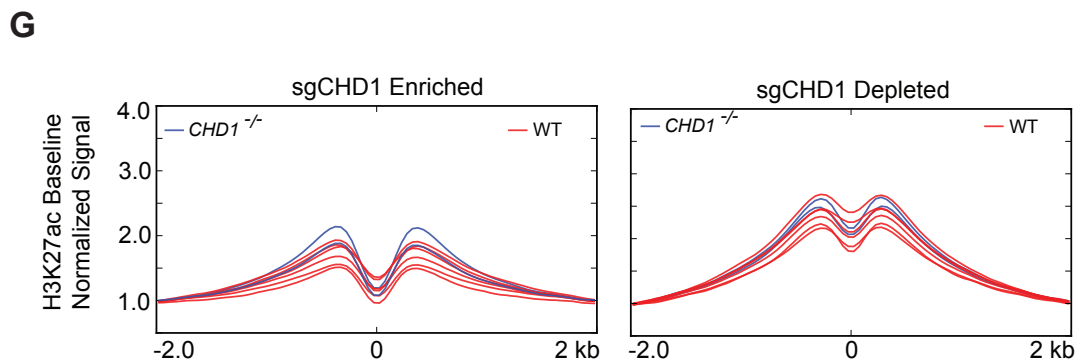 G
sgCHD1 Enriched
sgCHD1 Depleted
H3K27ac Baseline
Normalized Signal
4.0
3.0
2.0
1.0
CHD1 -/-
WT
CHD1 -/-
WT
-2.0
0
2 kb
-2.0
0
2 kb